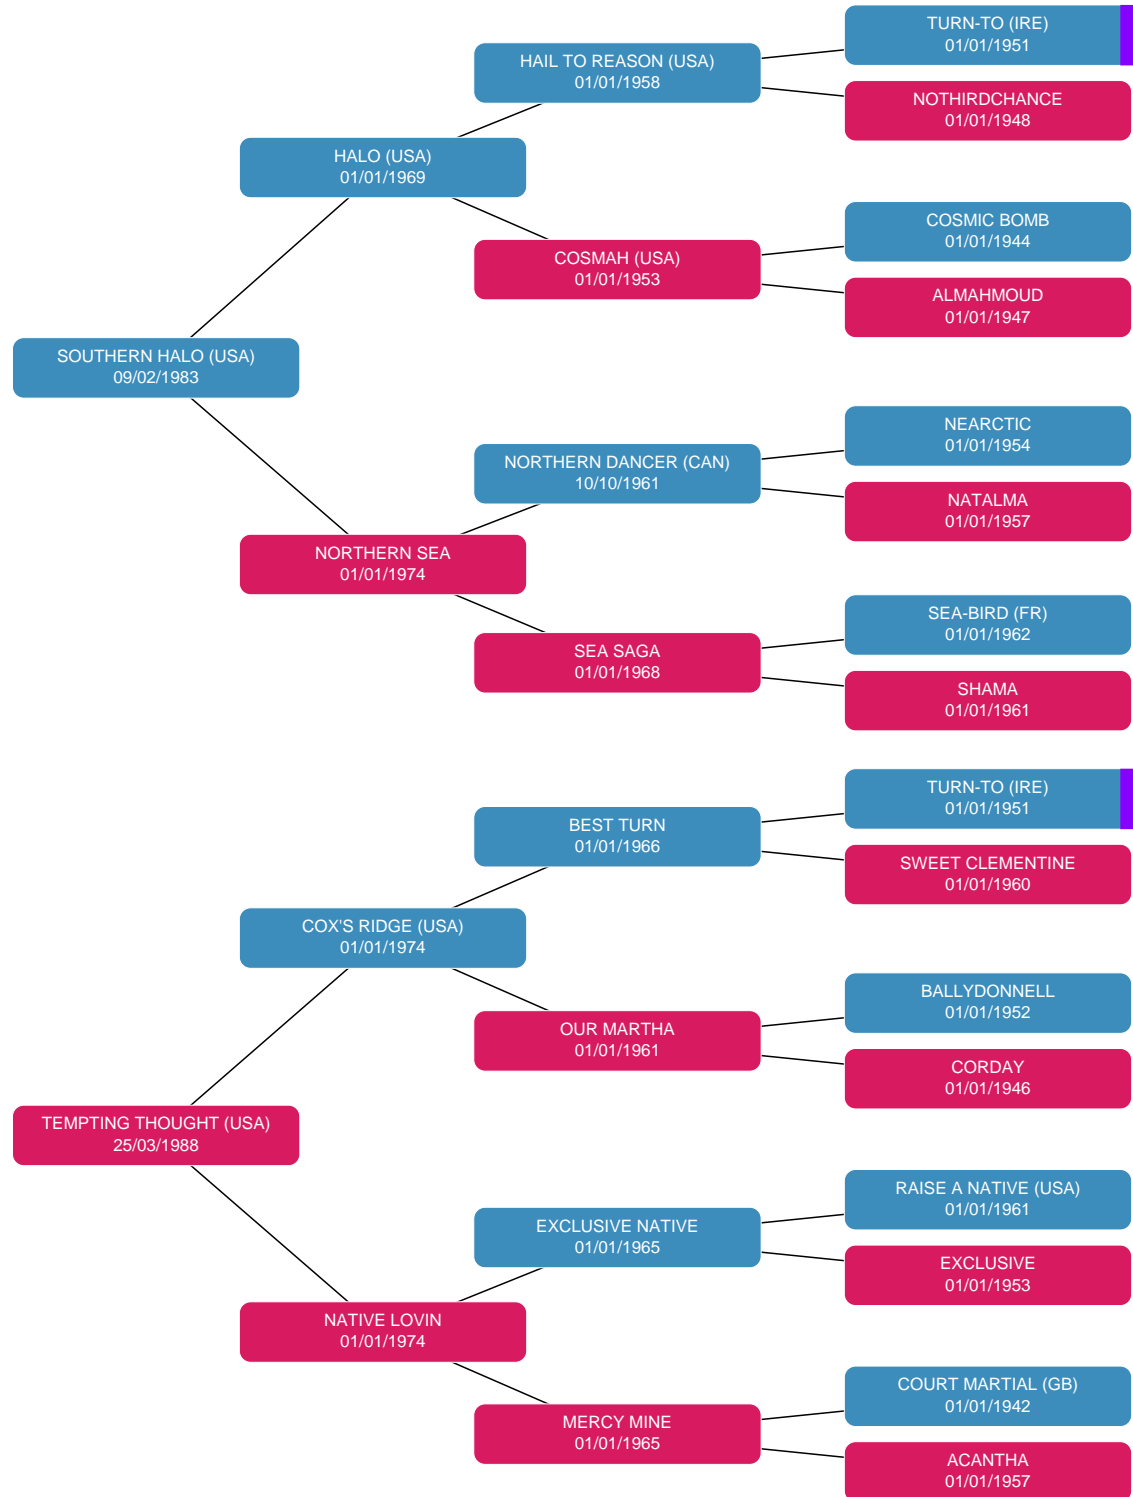 TURN-TO (IRE)
01/01/1951
HAIL TO REASON (USA)
01/01/1958
NOTHIRDCHANCE
01/01/1948
HALO (USA)
01/01/1969
COSMIC BOMB
01/01/1944
COSMAH (USA)
01/01/1953
ALMAHMOUD
01/01/1947
SOUTHERN HALO (USA)
09/02/1983
NEARCTIC
01/01/1954
NORTHERN DANCER (CAN)
10/10/1961
NATALMA
01/01/1957
NORTHERN SEA
01/01/1974
SEA-BIRD (FR)
01/01/1962
SEA SAGA
01/01/1968
SHAMA
01/01/1961
TURN-TO (IRE)
01/01/1951
BEST TURN
01/01/1966
SWEET CLEMENTINE
01/01/1960
COX'S RIDGE (USA)
01/01/1974
BALLYDONNELL
01/01/1952
OUR MARTHA
01/01/1961
CORDAY
01/01/1946
TEMPTING THOUGHT (USA)
25/03/1988
RAISE A NATIVE (USA)
01/01/1961
EXCLUSIVE NATIVE
01/01/1965
EXCLUSIVE
01/01/1953
NATIVE LOVIN
01/01/1974
COURT MARTIAL (GB)
01/01/1942
MERCY MINE
01/01/1965
ACANTHA
01/01/1957